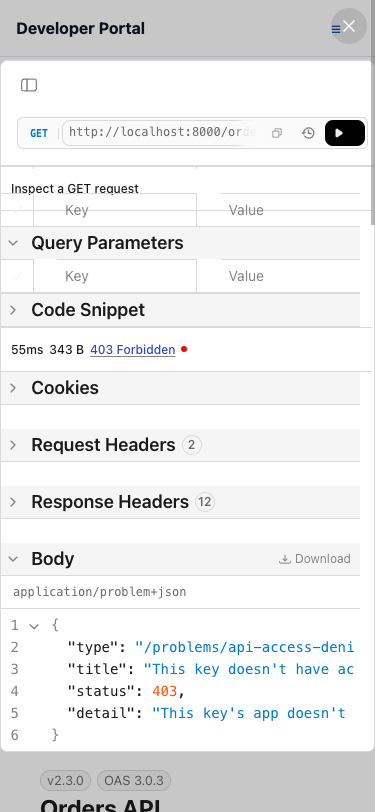 Developer Portal
GET http://localhost:8000/orde
Inspect a GET request
Key Value
Query Parameters
Key Value
Code Snippet
55ms 343 B 403 Forbidden
Cookies
Request Headers 2
Response Headers 12
Body Download
application/problem+json
1 {
2 "type": "/problems/api-access-deni
3 "title": "This key doesn't have ac
4 "status": 403,
5 "detail": "This key's app doesn't
6 }
v2.3.0 OAS 3.0.3
Orders API